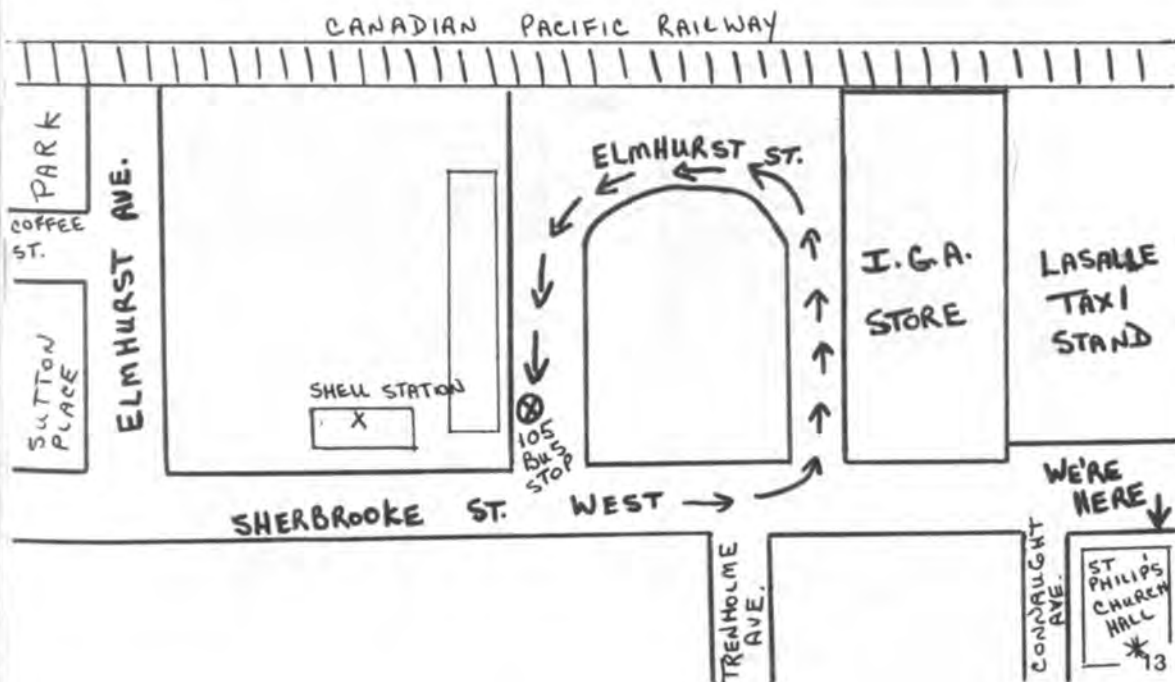 CANADIAN PACIFIC RAILWAY
PARK
COFFEE
ST.
ELMHURST AVE.
SUTTON
PLACE
SHELL STATION
X
ELMHURST ST.
105
BUS
STOP
I.G.A.
STORE
LASALLE
TAXI
STAND
SHERBROOKE ST. WEST
WE'RE
HERE
TRENHOLME
AVE.
CONNAUGHT
AVE.
ST
PHILIP'S
CHURCH
HALL
13